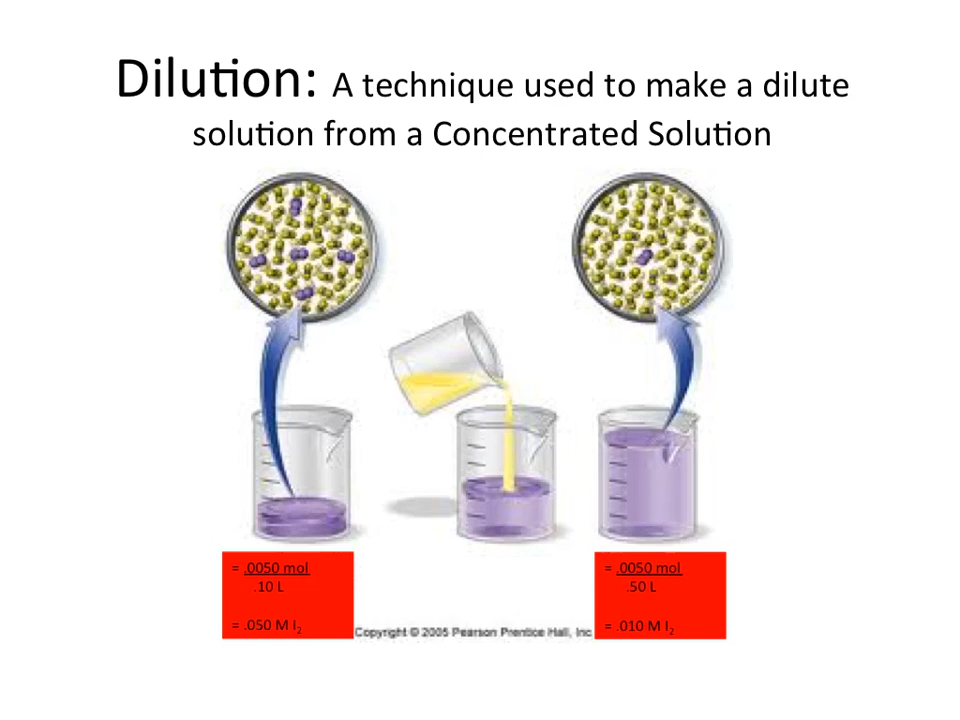 Dilution: A technique used to make a dilute
solution from a Concentrated Solution
= .0050 mol
.10 L
= .050 M I₂
= .0050 mol
.50 L
= .010 M I₂
Copyright © 2005 Pearson Prentice Hall, Inc